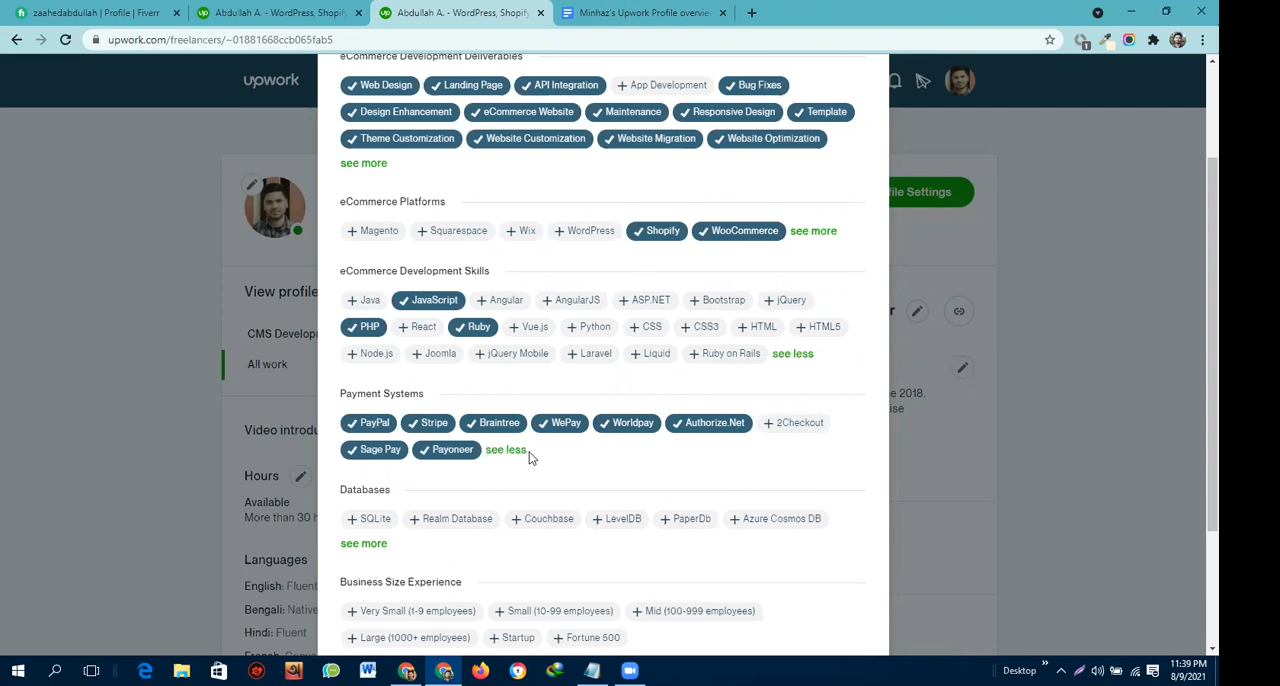 zaahedabdullah | Profile | Fiverr
Abdullah A. - WordPress, Shopify
Abdullah A. - WordPress, Shopify
Minhaz's Upwork Profile overvie
upwork.com/freelancers/~01881668ccb065fab5
upwork
eCommerce Development Deliverables
Web Design Landing Page API Integration App Development Bug Fixes
Design Enhancement eCommerce Website Maintenance Responsive Design Template
Theme Customization Website Customization Website Migration Website Optimization
see more
file Settings
eCommerce Platforms
Magento Squarespace Wix WordPress Shopify WooCommerce see more
eCommerce Development Skills
Java JavaScript Angular AngularJS ASP.NET Bootstrap jQuery
PHP React Ruby Vue.js Python CSS CSS3 HTML HTML5
Node.js Joomla jQuery Mobile Laravel Liquid Ruby on Rails see less
Payment Systems
PayPal Stripe Braintree WePay Worldpay Authorize.Net 2Checkout
Sage Pay Payoneer see less
Databases
SQLite Realm Database Couchbase LevelDB PaperDb Azure Cosmos DB
see more
Business Size Experience
Very Small (1-9 employees) Small (10-99 employees) Mid (100-999 employees)
Large (1000+ employees) Startup Fortune 500
View profile
CMS Develop
All work
Video introdu
Hours
Available
More than 30 h
Languages
English: Fluent
Bengali: Native
Hindi: Fluent
r
e 2018.
ise
1
Desktop
11:39 PM
8/9/2021